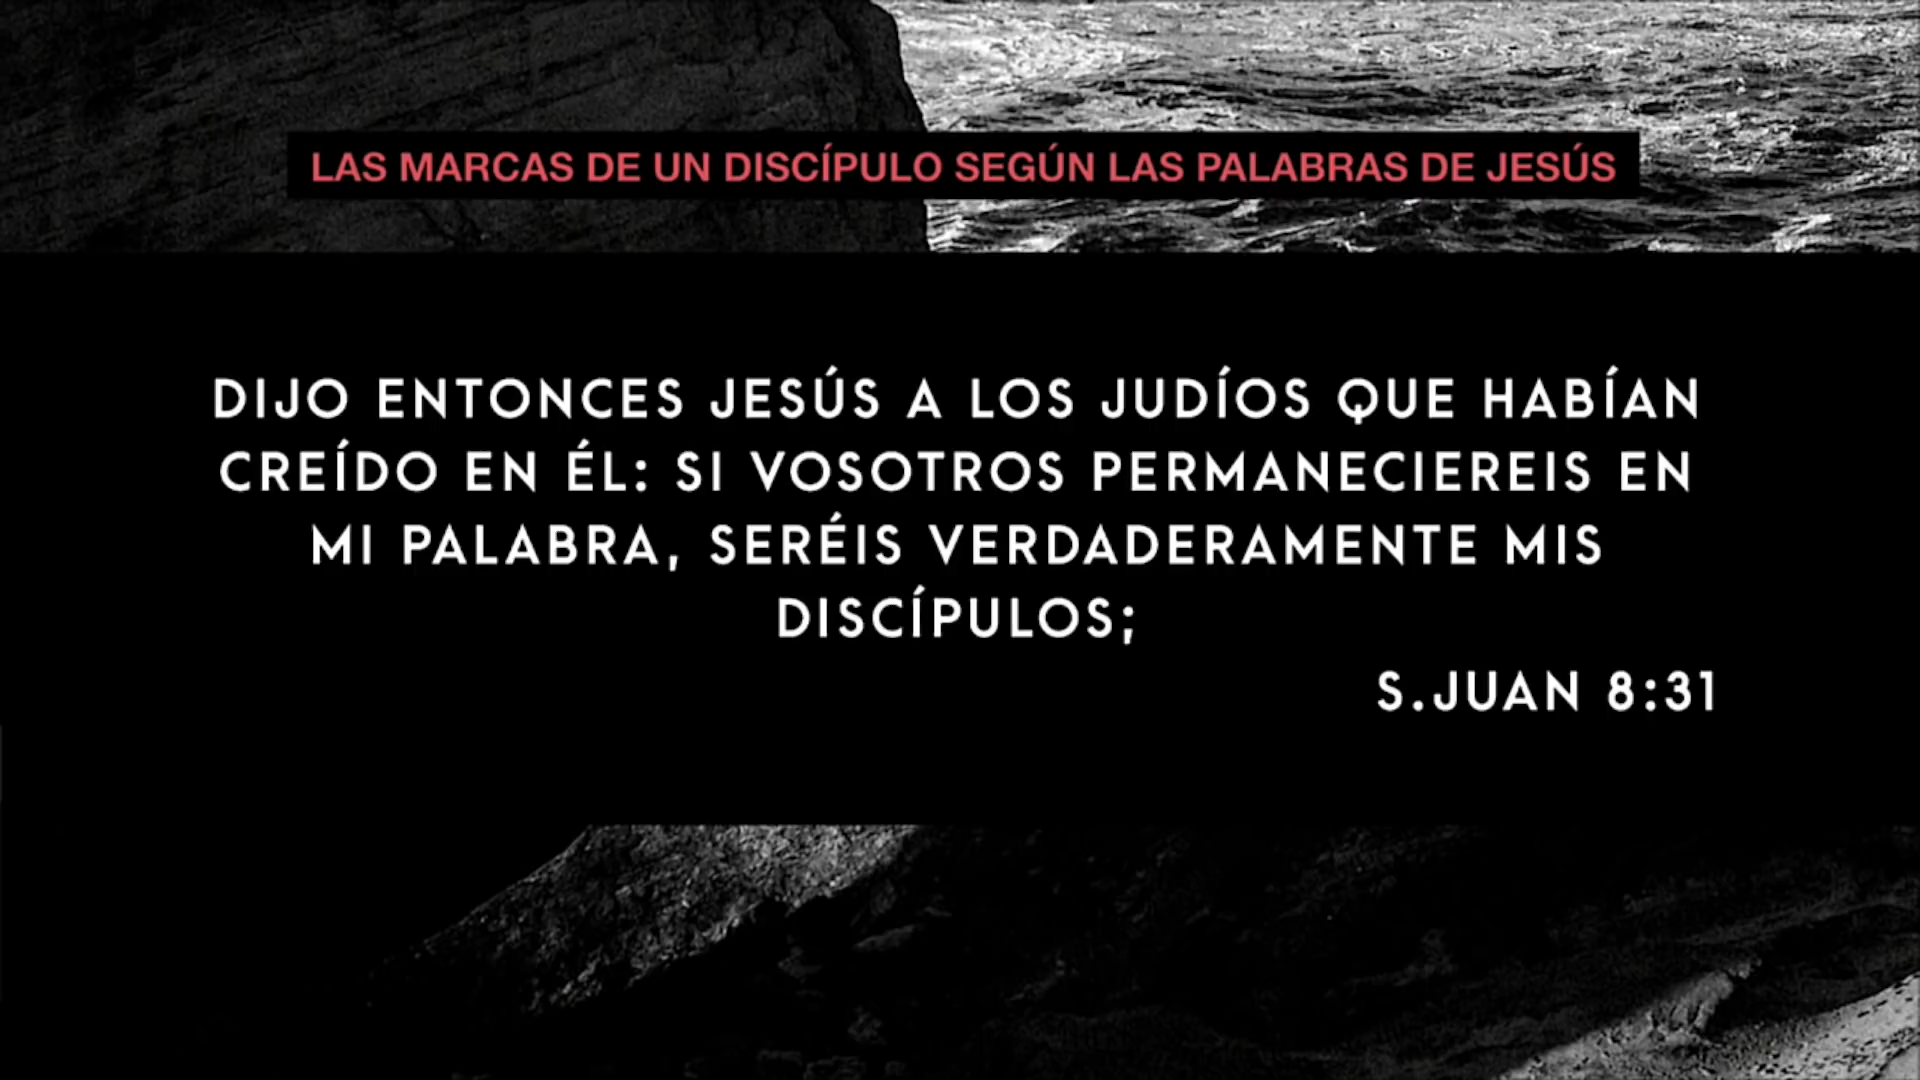 LAS MARCAS DE UN DISCÍPULO SEGÚN LAS PALABRAS DE JESÚS
DIJO ENTONCES JESÚS A LOS JUDÍOS QUE HABÍAN
CREÍDO EN ÉL: SI VOSOTROS PERMANECIEREIS EN
MI PALABRA, SERÉIS VERDADERAMENTE MIS
DISCÍPULOS;
S.JUAN 8:31